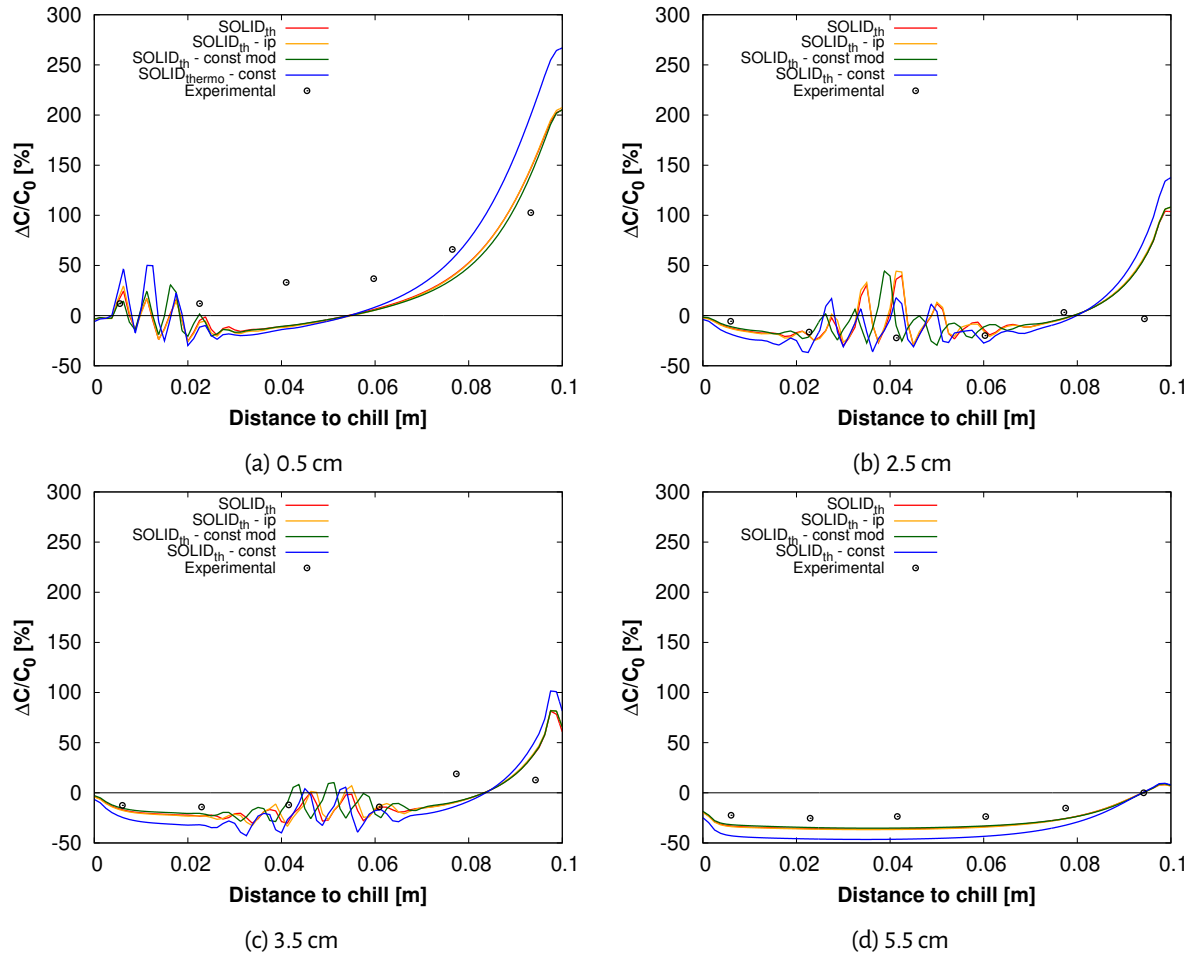 300
250
200
150
100
50
0
-50
ΔC/C0 [%]
SOLIDth
SOLIDth - ip
SOLIDth - const mod
SOLIDthermo - const
Experimental
0 0.02 0.04 0.06 0.08 0.1
Distance to chill [m]
(a) 0.5 cm
300
250
200
150
100
50
0
-50
ΔC/C0 [%]
SOLIDth
SOLIDth - ip
SOLIDth - const mod
SOLIDth - const
Experimental
0 0.02 0.04 0.06 0.08 0.1
Distance to chill [m]
(b) 2.5 cm
300
250
200
150
100
50
0
-50
ΔC/C0 [%]
SOLIDth
SOLIDth - ip
SOLIDth - const mod
SOLIDth - const
Experimental
0 0.02 0.04 0.06 0.08 0.1
Distance to chill [m]
(c) 3.5 cm
300
250
200
150
100
50
0
-50
ΔC/C0 [%]
SOLIDth
SOLIDth - ip
SOLIDth - const mod
SOLIDth - const
Experimental
0 0.02 0.04 0.06 0.08 0.1
Distance to chill [m]
(d) 5.5 cm